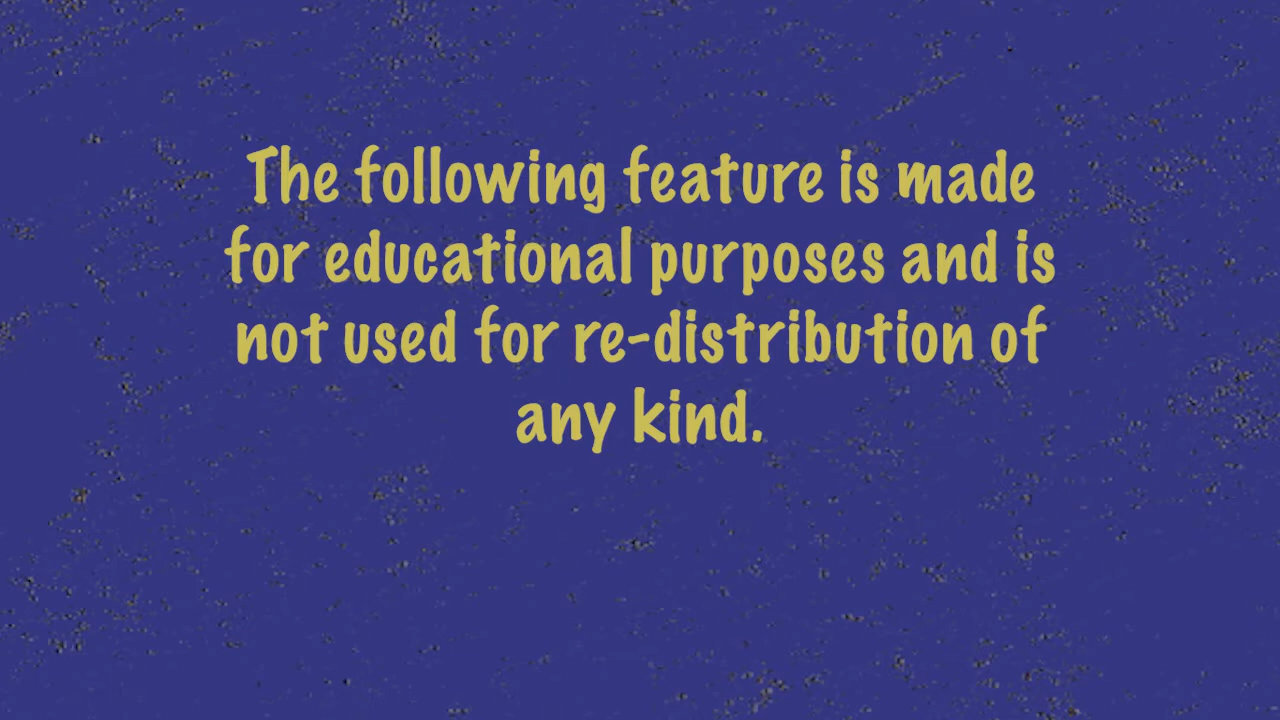 The following feature is made
for educational purposes and is
not used for re-distribution of
any kind.